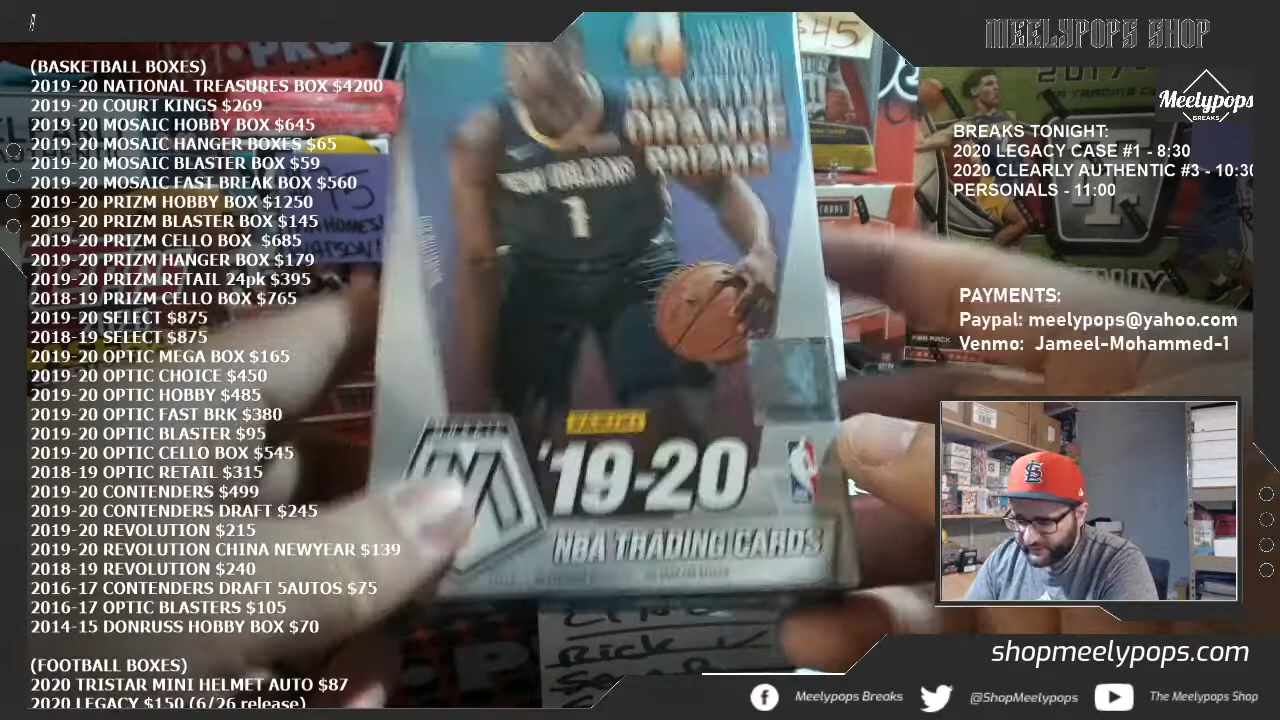 MEELYPOPS SHOP
(BASKETBALL BOXES)
2019-20 NATIONAL TREASURES BOX $4200
2019-20 COURT KINGS $269
2019-20 MOSAIC HOBBY BOX $645
2019-20 MOSAIC HANGER BOXES $65
2019-20 MOSAIC BLASTER BOX $59
2019-20 MOSAIC FAST BREAK BOX $560
2019-20 PRIZM HOBBY BOX $1250
2019-20 PRIZM BLASTER BOX $145
2019-20 PRIZM CELLO BOX $685
2019-20 PRIZM HANGER BOX $179
2019-20 PRIZM RETAIL 24pk $395
2018-19 PRIZM CELLO BOX $765
2019-20 SELECT $875
2018-19 SELECT $875
2019-20 OPTIC MEGA BOX $165
2019-20 OPTIC CHOICE $450
2019-20 OPTIC HOBBY $485
2019-20 OPTIC FAST BRK $380
2019-20 OPTIC BLASTER $95
2019-20 OPTIC CELLO BOX $545
2018-19 OPTIC RETAIL $315
2019-20 CONTENDERS $499
2019-20 CONTENDERS DRAFT $245
2019-20 REVOLUTION $215
2019-20 REVOLUTION CHINA NEWYEAR $139
2018-19 REVOLUTION $240
2016-17 CONTENDERS DRAFT 5AUTOS $75
2016-17 OPTIC BLASTERS $105
2014-15 DONRUSS HOBBY BOX $70
(FOOTBALL BOXES)
2020 TRISTAR MINI HELMET AUTO $87
2020 LEGACY $150 (6/26 release)
$45
REACTIVE
ORANGE
PRIZMS
NEW ORLEANS
1
PANINI
'19-20
NBA TRADING CARDS
Rick V
Meelypops
BREAKS
BREAKS TONIGHT:
2020 LEGACY CASE #1 - 8:30
2020 CLEARLY AUTHENTIC #3 - 10:30
PERSONALS - 11:00
PAYMENTS:
Paypal: meelypops@yahoo.com
Venmo: Jameel-Mohammed-1
shopmeelypops.com
Meelypops Breaks
@ShopMeelypops
The Meelypops Shop